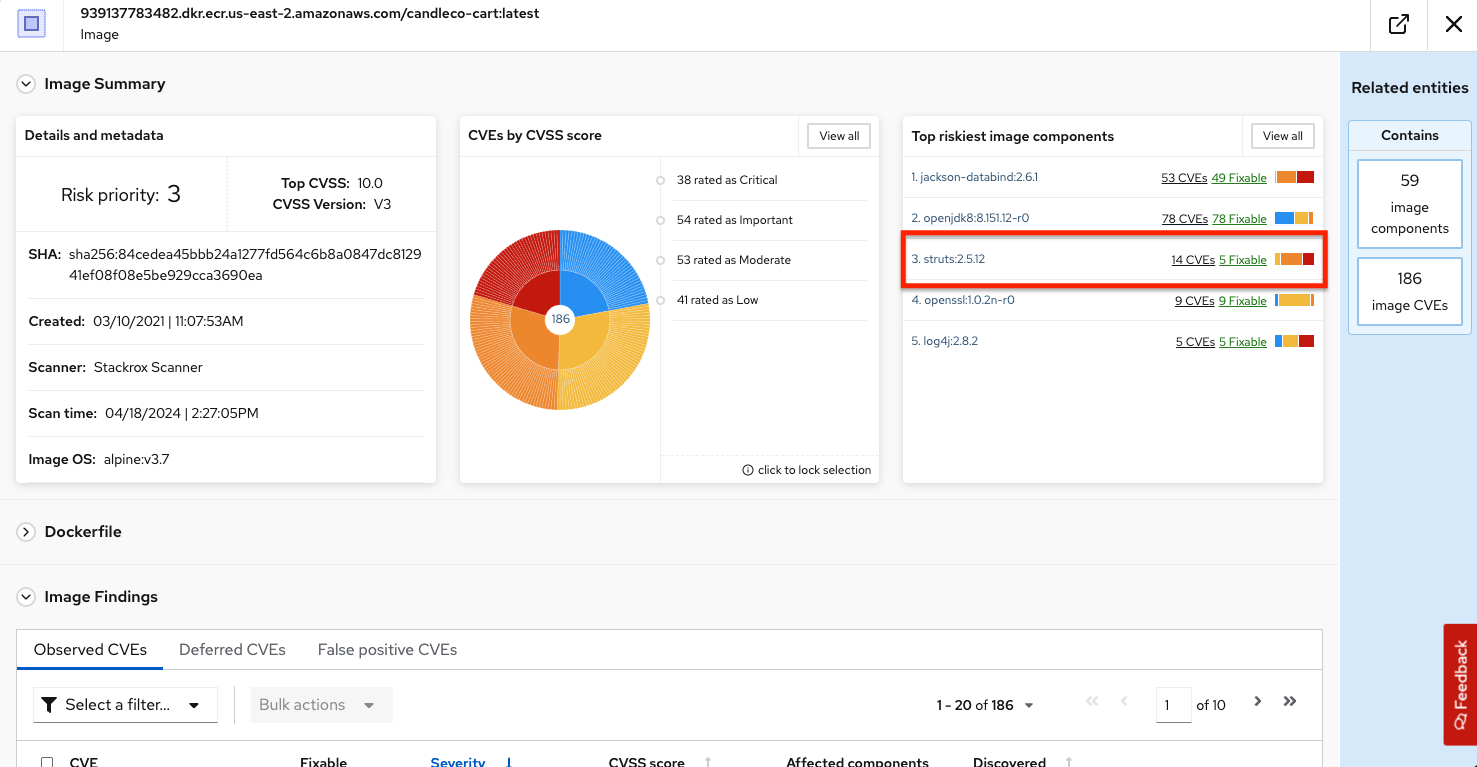 939137783482.dkr.ecr.us-east-2.amazonaws.com/candleco-cart:latest
Image
Image Summary
Details and metadata
Risk priority: 3
Top CVSS: 10.0
CVSS Version: V3
SHA: sha256:84cedea45bbb24a1277fd564c6b8a0847dc8129
41ef08f08e5be929cca3690ea
Created: 03/10/2021 | 11:07:53AM
Scanner: Stackrox Scanner
Scan time: 04/18/2024 | 2:27:05PM
Image OS: alpine:v3.7
CVEs by CVSS score
View all
186
38 rated as Critical
54 rated as Important
53 rated as Moderate
41 rated as Low
click to lock selection
Top riskiest image components
View all
1. jackson-databind:2.6.1 53 CVEs 49 Fixable
2. openjdk8:8.151.12-r0 78 CVEs 78 Fixable
3. struts:2.5.12 14 CVEs 5 Fixable
4. openssl:1.0.2n-r0 9 CVEs 9 Fixable
5. log4j:2.8.2 5 CVEs 5 Fixable
Related entities
Contains
59
image
components
186
image CVEs
Dockerfile
Image Findings
Observed CVEs Deferred CVEs False positive CVEs
Select a filter... Bulk actions 1 - 20 of 186 1 of 10
CVE Fixable Severity CVSS score Affected components Discovered
Feedback